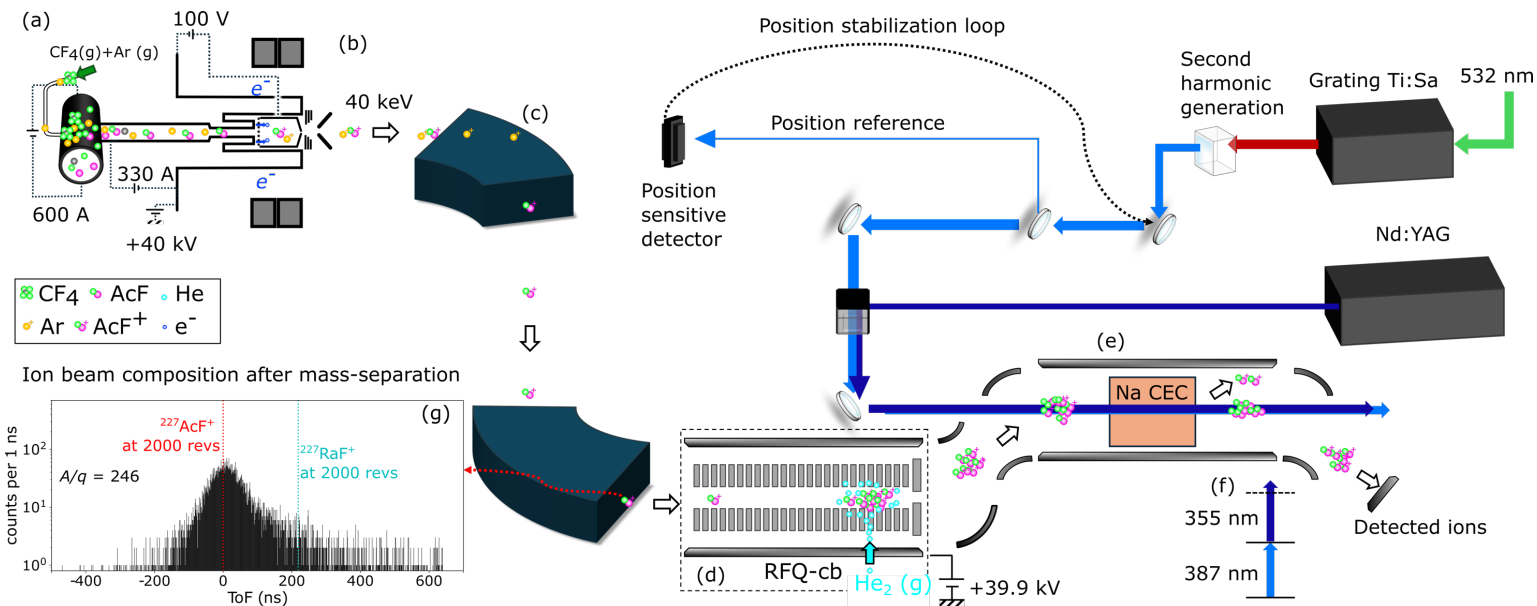 (a)
100 V
CF4(g)+Ar (g)
(b)
e-
40 keV
(c)
330 A
600 A
e-
+40 kV
CF4 AcF He
Ar AcF+ e-
Position stabilization loop
Position reference
Position
sensitive
detector
Second
harmonic
generation
Grating Ti:Sa
532 nm
Nd:YAG
Ion beam composition after mass-separation
(g)
227AcF+
at 2000 revs
227RaF+
at 2000 revs
A/q = 246
counts per 1 ns
10^2
10^1
10^0
-400 -200 0 200 400 600
ToF (ns)
(d)
RFQ-cb
He2 (g)
+39.9 kV
(e)
Na CEC
(f)
355 nm
387 nm
Detected ions